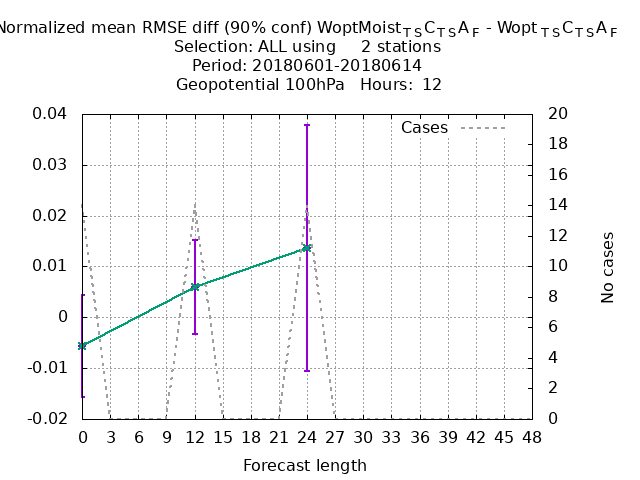 Normalized mean RMSE diff (90% conf) WoptMoistTSCTSAF - WoptTSCTSAF
Selection: ALL using 2 stations
Period: 20180601-20180614
Geopotential 100hPa Hours: 12
Cases
0.04
0.03
0.02
0.01
0
-0.01
-0.02
20
18
16
14
12
10
8
6
4
2
0
No cases
0 3 6 9 12 15 18 21 24 27 30 33 36 39 42 45 48
Forecast length